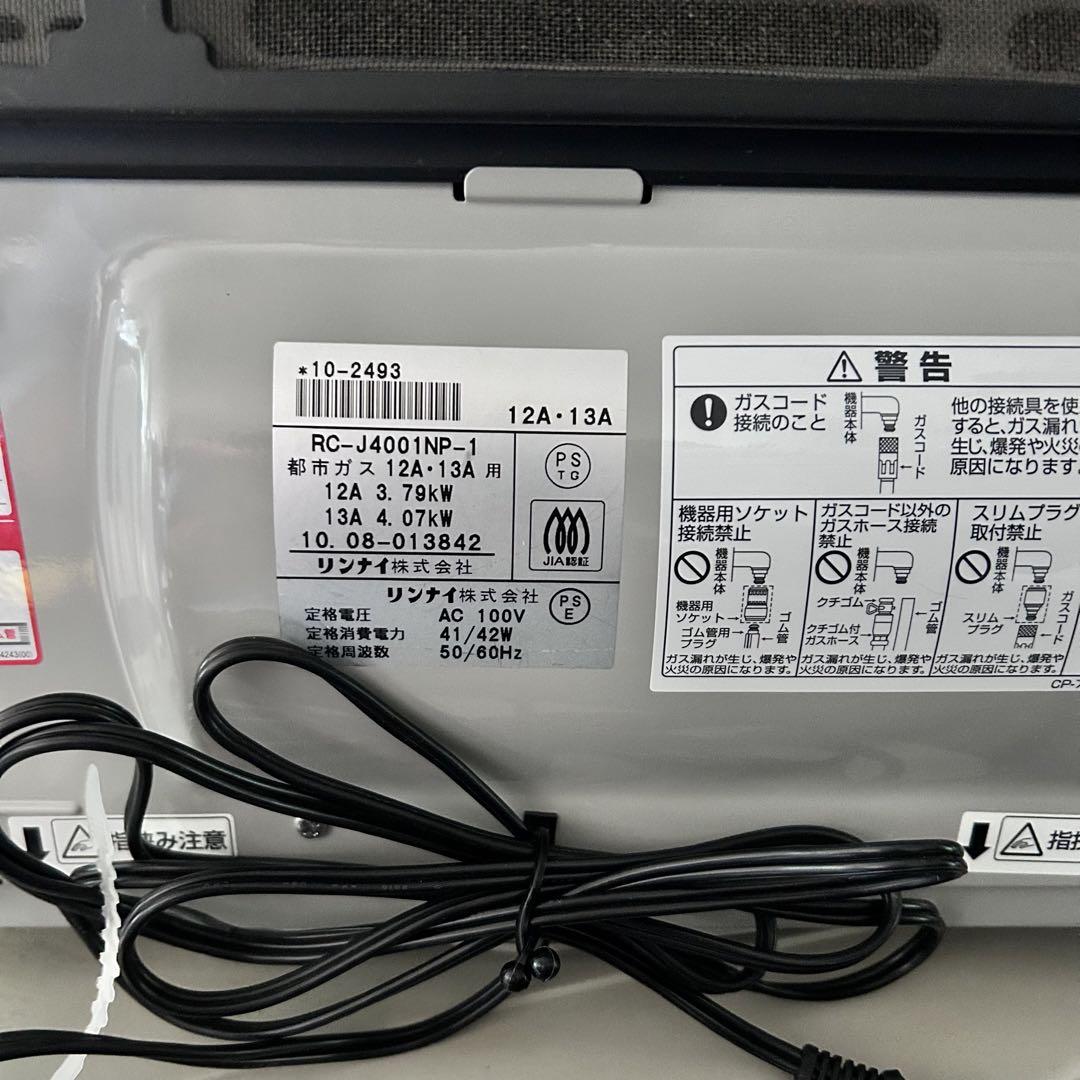 *10-2493
12A・13A
RC-J4001NP-1
都市ガス 12A・13A 用
12A 3.79kW
13A 4.07kW
10.08-013842
リンナイ株式会社
PS
TG
JIA認証
リンナイ株式会社
PS
E
定格電圧 AC 100V
定格消費電力 41/42W
定格周波数 50/60Hz
警告
ガスコード
接続のこと
機器本体
ガスコード
他の接続具を使
すると、ガス漏れ
生じ、爆発や火災の
原因になります。
機器用ソケット
接続禁止
機器本体
機器用
ソケット
ゴム管用
プラグ
ゴム管
ガス漏れが生じ、爆発や
火災の原因になります。
ガスコード以外の
ガスホース接続
禁止
機器本体
クチゴム
クチゴム付
ガスホース
ゴム管
ガス漏れが生じ、爆発や
火災の原因になります。
スリムプラグ
取付禁止
機器本体
スリム
プラグ
ガスコ
ガス漏れが生じ、爆発や
火災の原因になります。
CP-7
4243(00)
指挟み注意
指挟